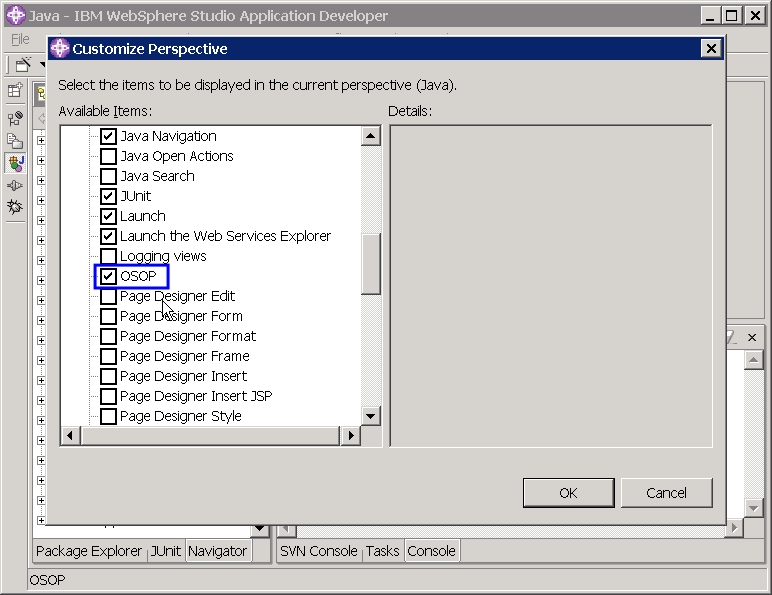 Java - IBM WebSphere Studio Application Developer
File
Customize Perspective
Select the items to be displayed in the current perspective (Java).
Available Items:
Details:
Java Navigation
Java Open Actions
Java Search
JUnit
Launch
Launch the Web Services Explorer
Logging views
OSOP
Page Designer Edit
Page Designer Form
Page Designer Format
Page Designer Frame
Page Designer Insert
Page Designer Insert JSP
Page Designer Style
OK
Cancel
Package Explorer
JUnit
Navigator
SVN Console
Tasks
Console
OSOP